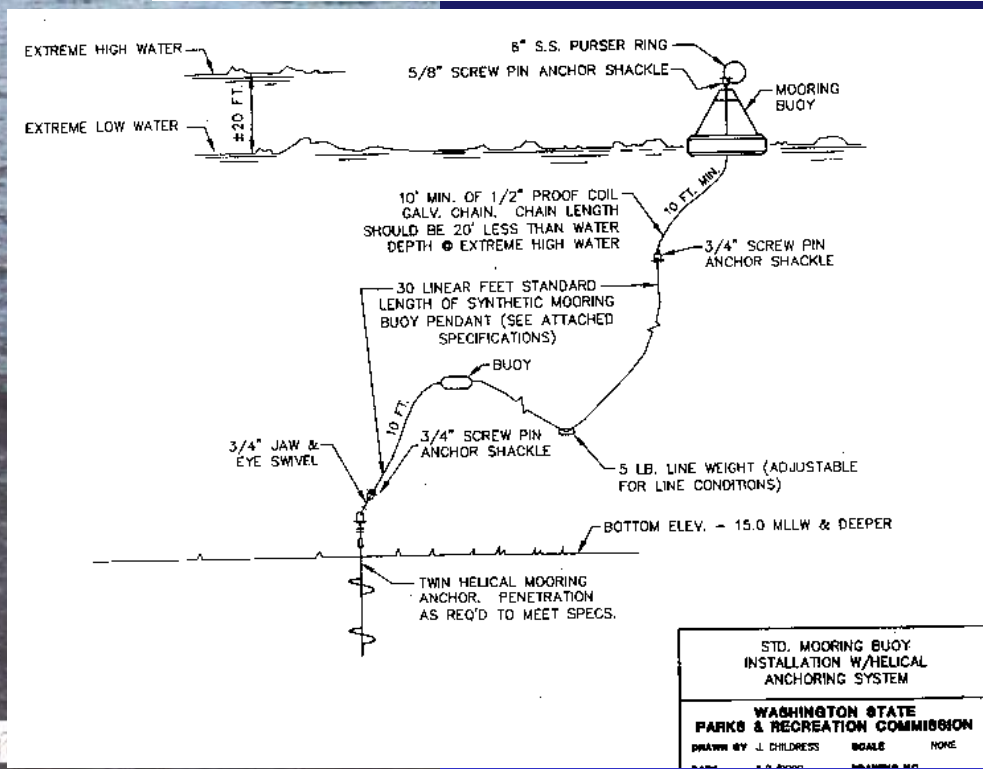 EXTREME HIGH WATER
±20 FT.
EXTREME LOW WATER
6" S.S. PURSER RING
5/8" SCREW PIN ANCHOR SHACKLE
MOORING
BUOY
10' MIN. OF 1/2" PROOF COIL
GALV. CHAIN. CHAIN LENGTH
SHOULD BE 20' LESS THAN WATER
DEPTH @ EXTREME HIGH WATER
10 FT. MIN.
3/4" SCREW PIN
ANCHOR SHACKLE
30 LINEAR FEET STANDARD
LENGTH OF SYNTHETIC MOORING
BUOY PENDANT (SEE ATTACHED
SPECIFICATIONS)
BUOY
10 FT.
3/4" JAW &
EYE SWIVEL
3/4" SCREW PIN
ANCHOR SHACKLE
5 LB. LINE WEIGHT (ADJUSTABLE
FOR LINE CONDITIONS)
BOTTOM ELEV. - 15.0 MLLW & DEEPER
TWIN HELICAL MOORING
ANCHOR. PENETRATION
AS REQ'D TO MEET SPECS.
STD. MOORING BUOY
INSTALLATION W/HELICAL
ANCHORING SYSTEM
WASHINGTON STATE
PARKS & RECREATION COMMISSION
DRAWN BY J. CHILDRESS SCALE NONE